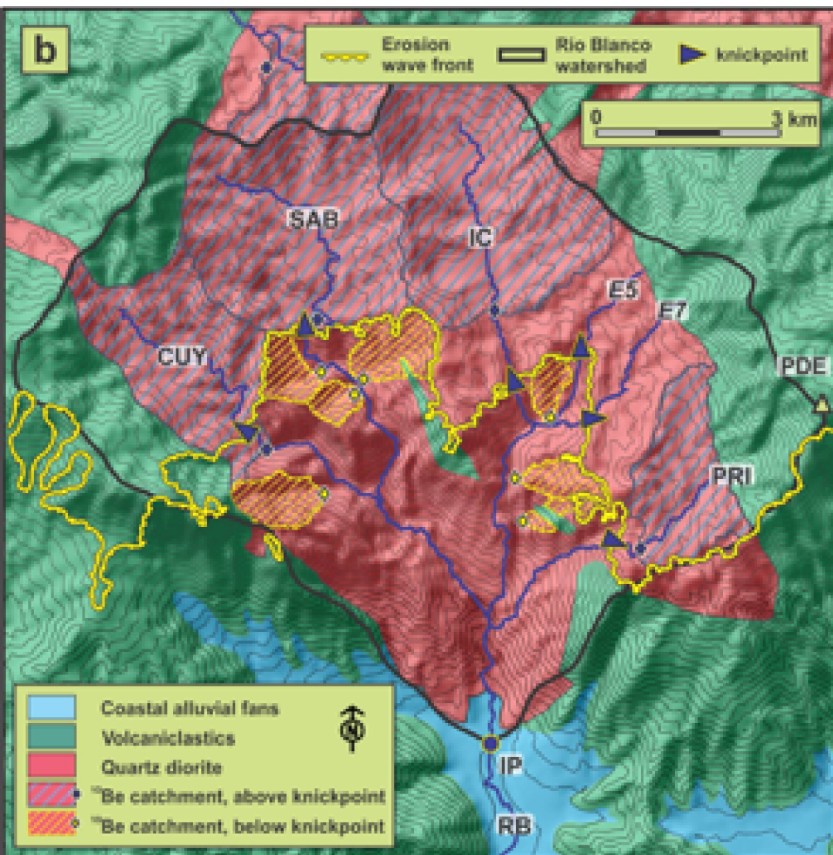 b
Erosion
wave front
Rio Blanco
watershed
knickpoint
0 3 km
SAB
IC
E5
E7
CUY
PDE
PRI
Coastal alluvial fans
Volcaniclastics
Quartz diorite
¹⁰Be catchment, above knickpoint
¹⁰Be catchment, below knickpoint
N
IP
RB